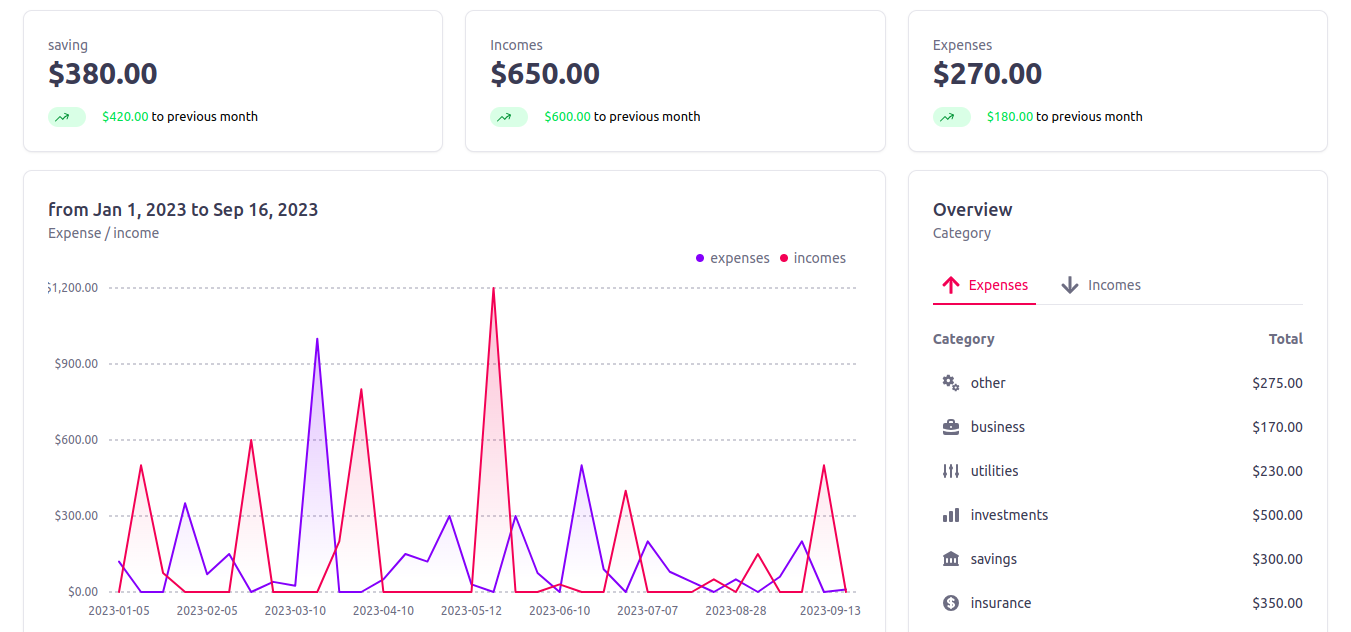 saving
$380.00
$420.00 to previous month
Incomes
$650.00
$600.00 to previous month
Expenses
$270.00
$180.00 to previous month
from Jan 1, 2023 to Sep 16, 2023
Expense / income
expenses incomes
$1,200.00
$900.00
$600.00
$300.00
$0.00
2023-01-05 2023-02-05 2023-03-10 2023-04-10 2023-05-12 2023-06-10 2023-07-07 2023-08-28 2023-09-13
Overview
Category
Expenses Incomes
Category Total
other $275.00
business $170.00
utilities $230.00
investments $500.00
savings $300.00
insurance $350.00